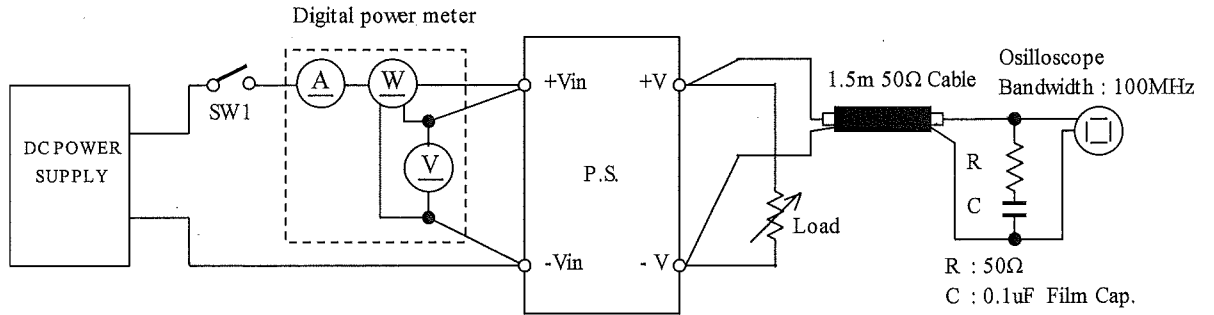 Digital power meter
Osilloscope
Bandwidth : 100MHz
1.5m 50Ω Cable
A
W
+Vin
+V
SW1
DC POWER
SUPPLY
V
P.S.
R
C
Load
-Vin
- V
R : 50Ω
C : 0.1uF Film Cap.